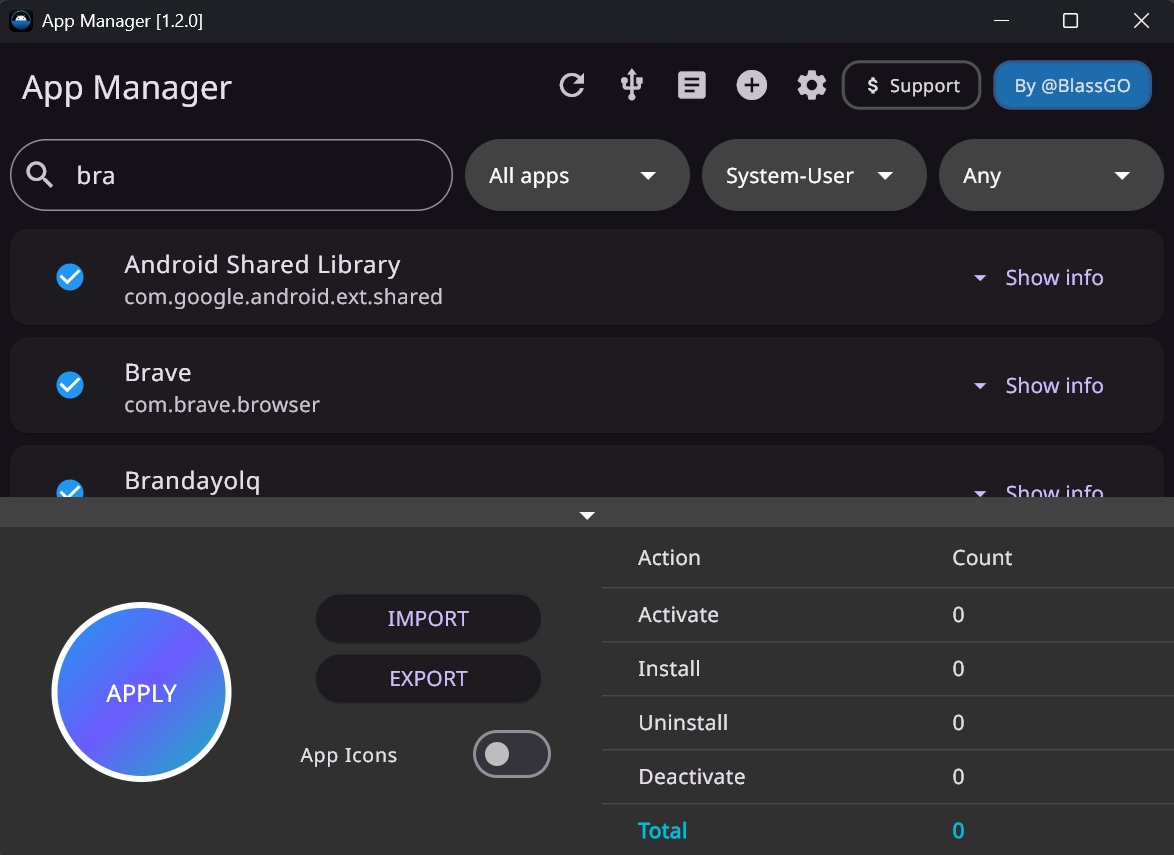 App Manager [1.2.0]
App Manager
$ Support
By @BlassGO
bra
All apps
System-User
Any
Android Shared Library
com.google.android.ext.shared
Show info
Brave
com.brave.browser
Show info
Brandayolq
Show info
Action Count
Activate 0
Install 0
Uninstall 0
Deactivate 0
Total 0
APPLY
IMPORT
EXPORT
App Icons